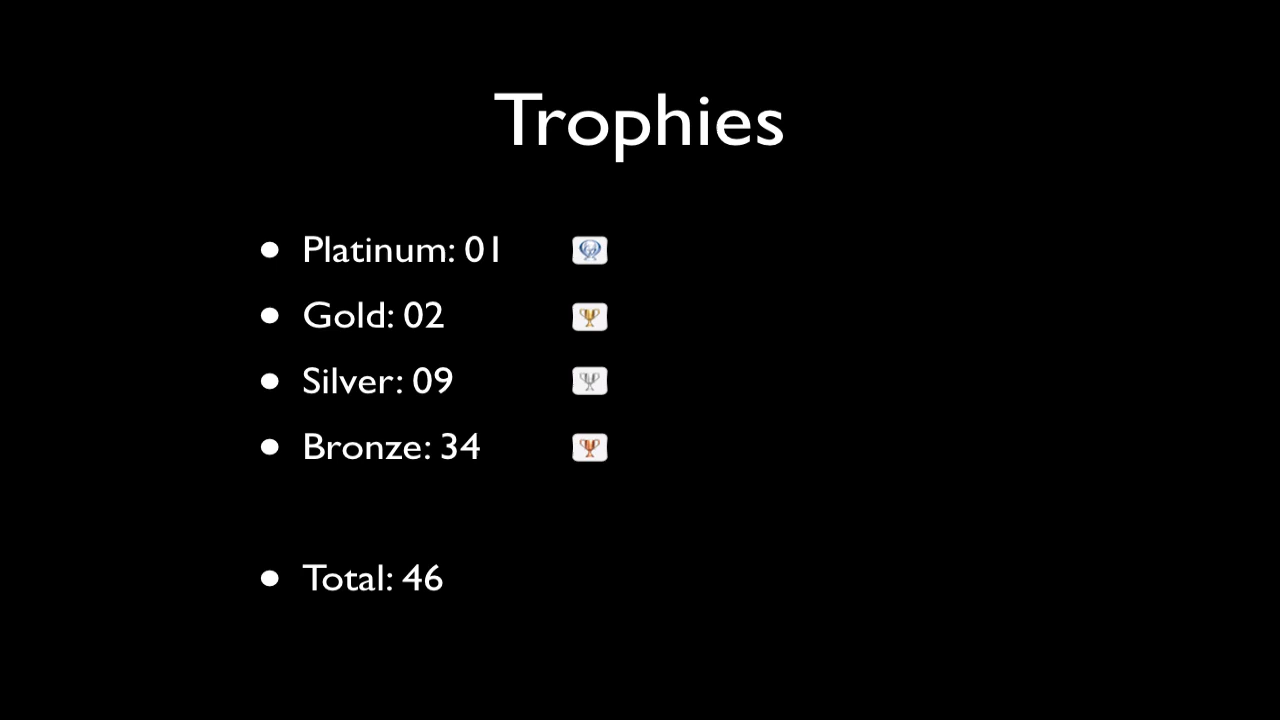 Trophies
• Platinum: 01
• Gold: 02
• Silver: 09
• Bronze: 34
• Total: 46